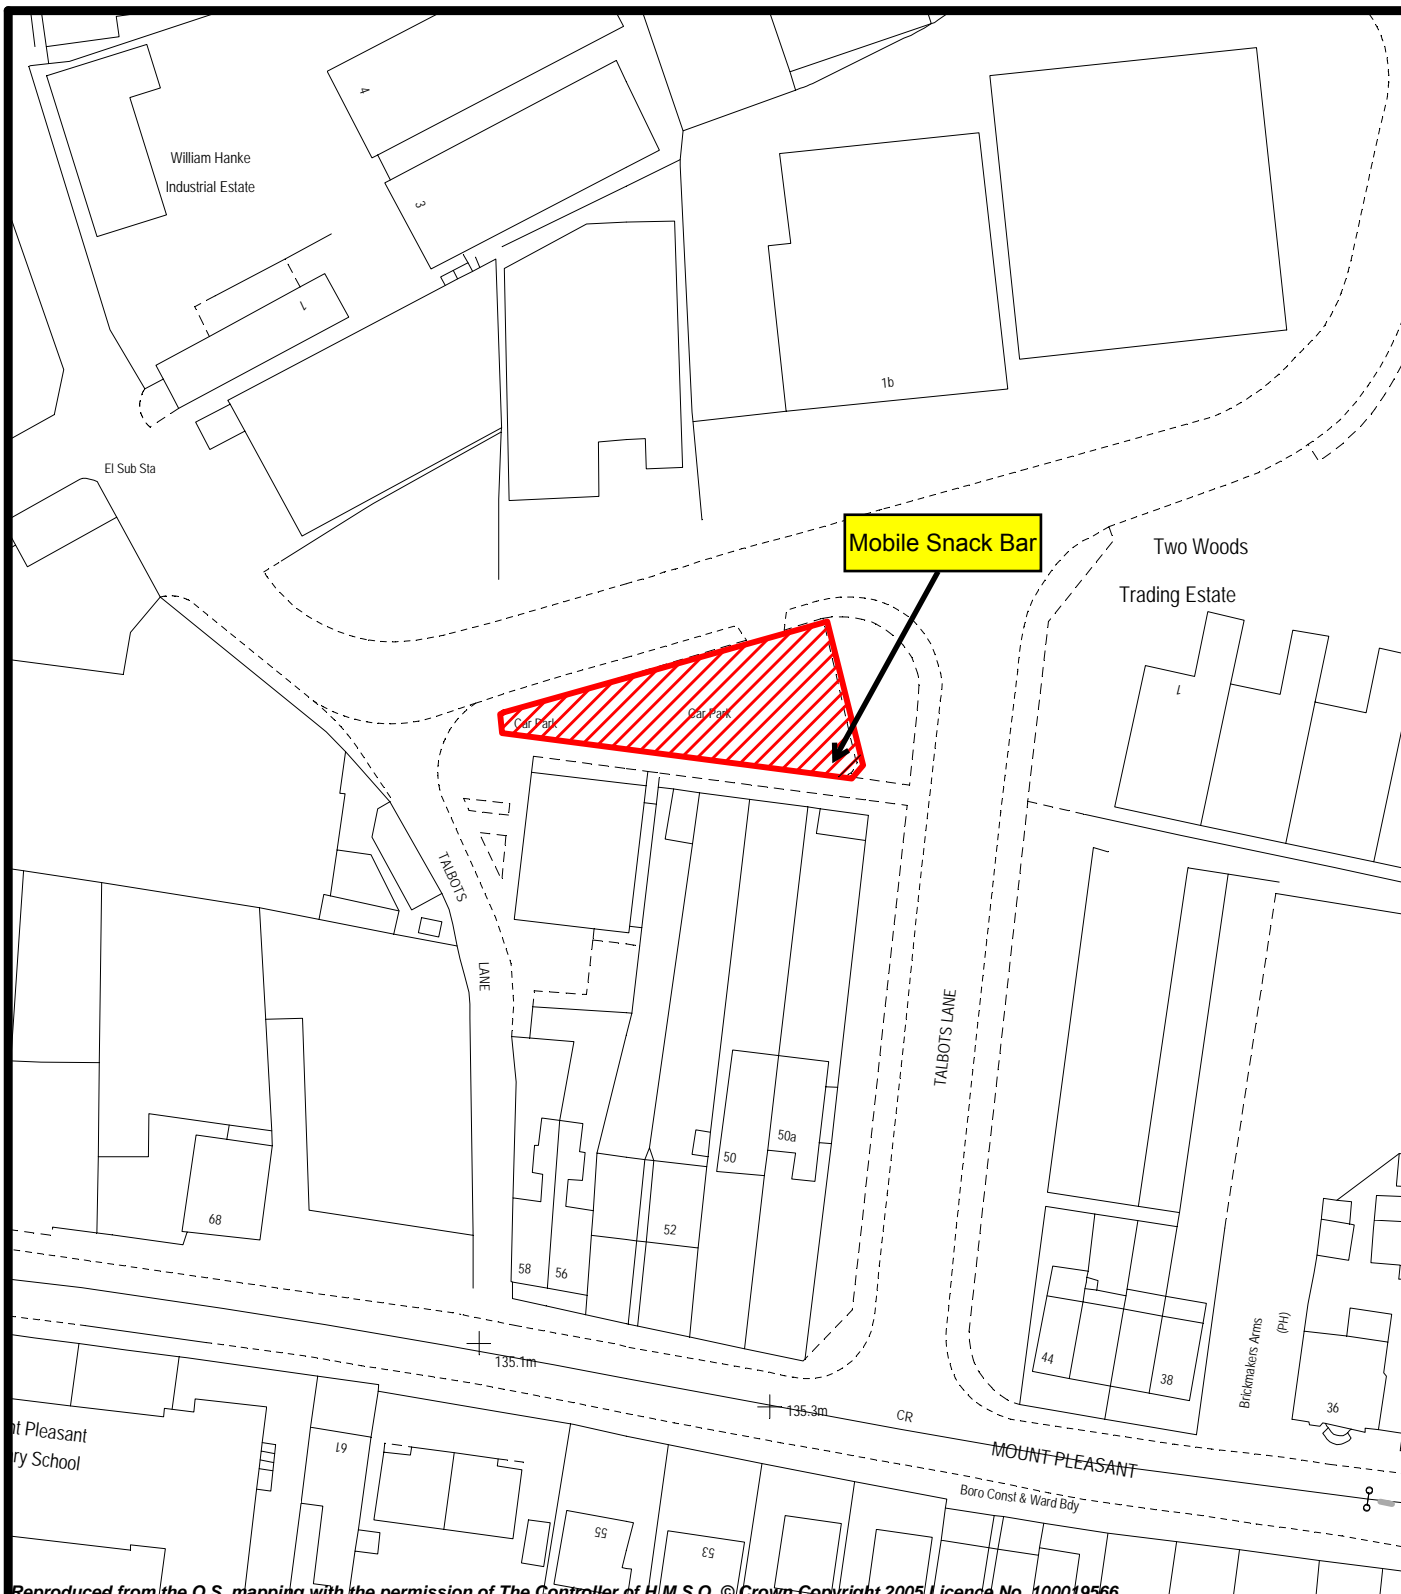 4
William Hanke
Industrial Estate
3
1
1b
El Sub Sta
Mobile Snack Bar
Two Woods
Trading Estate
1
Car Park
Car Park
TALBOTS
LANE
TALBOTS LANE
50a
50
68
52
58
56
Brickmakers Arms
(PH)
44
38
36
135.1m
135.3m
CR
nt Pleasant
ry School
61
MOUNT PLEASANT
Boro Const & Ward Bdy
55
53
Reproduced from the O.S. mapping with the permission of The Controller of H.M.S.O. © Crown Copyright 2005 Licence No. 100019566